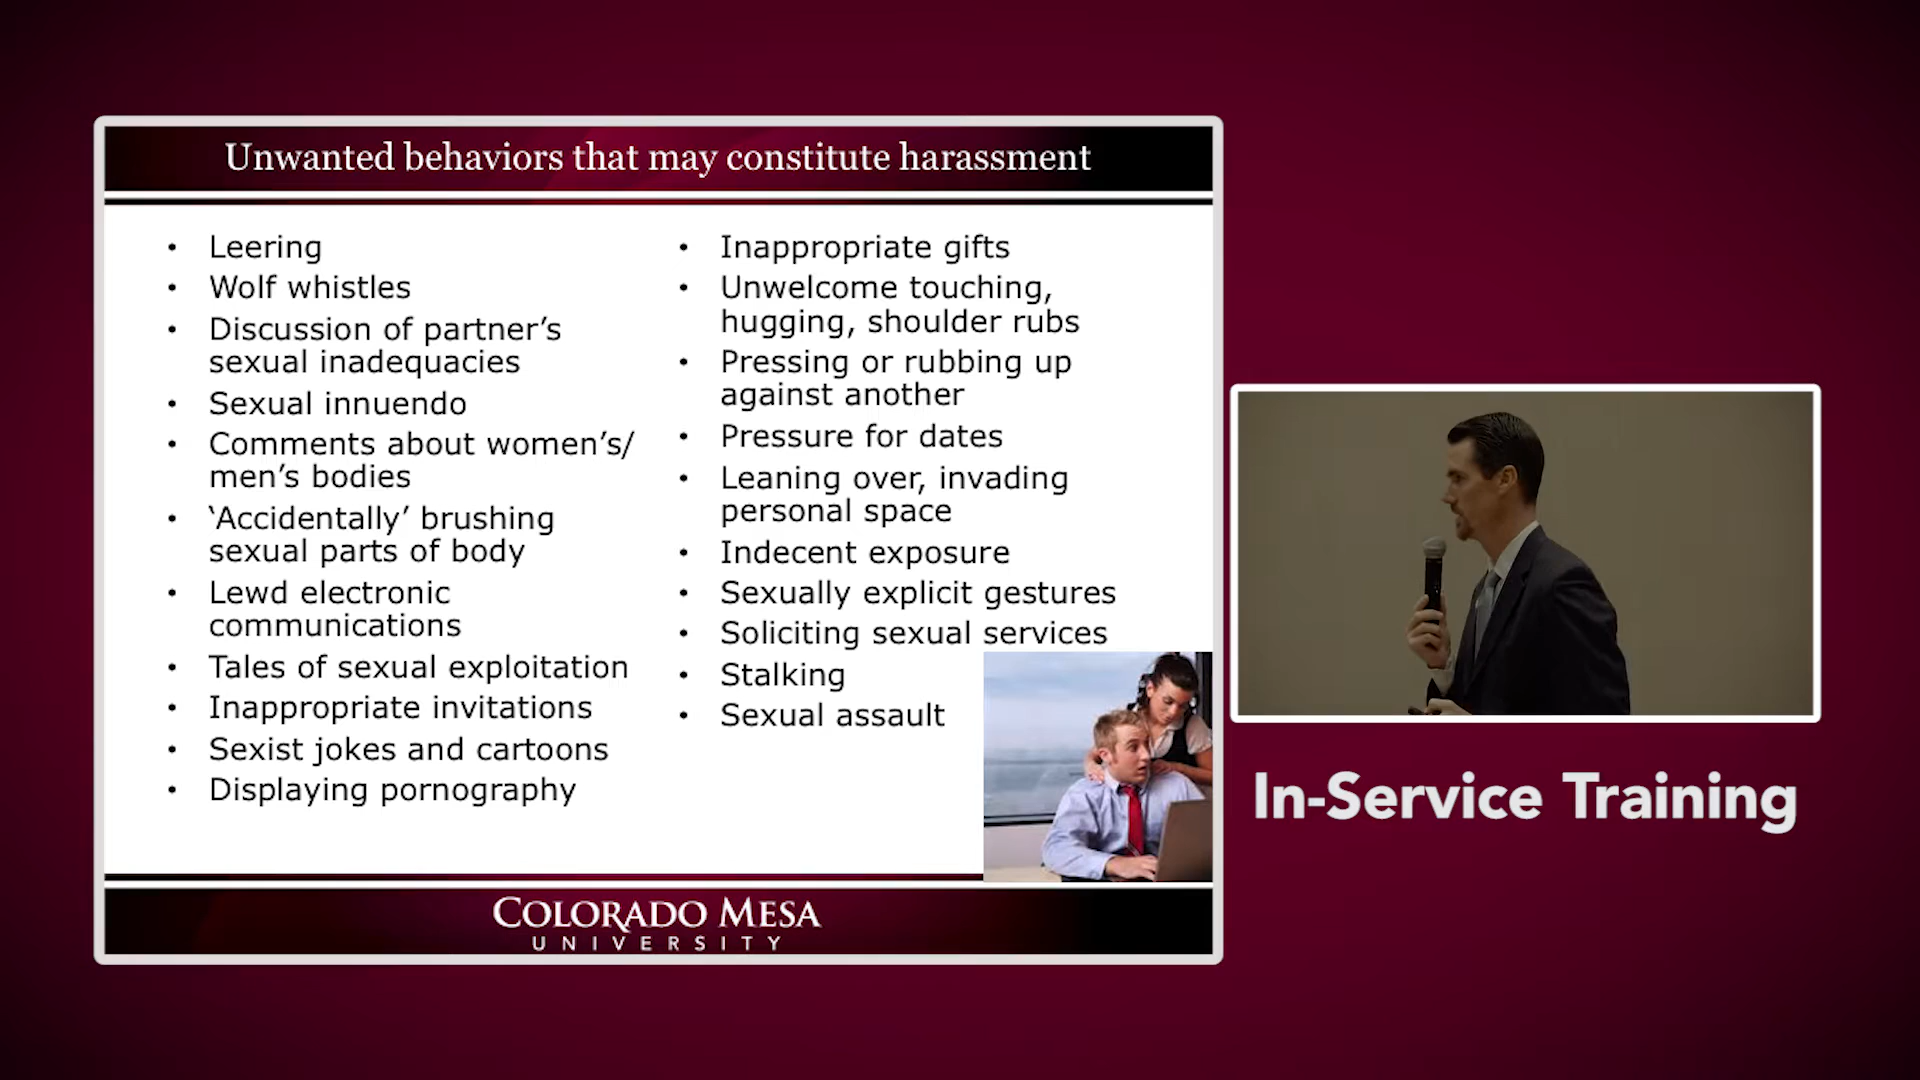 Unwanted behaviors that may constitute harassment
• Leering
• Wolf whistles
• Discussion of partner’s
sexual inadequacies
• Sexual innuendo
• Comments about women’s/
men’s bodies
• ‘Accidentally’ brushing
sexual parts of body
• Lewd electronic
communications
• Tales of sexual exploitation
• Inappropriate invitations
• Sexist jokes and cartoons
• Displaying pornography
• Inappropriate gifts
• Unwelcome touching,
hugging, shoulder rubs
• Pressing or rubbing up
against another
• Pressure for dates
• Leaning over, invading
personal space
• Indecent exposure
• Sexually explicit gestures
• Soliciting sexual services
• Stalking
• Sexual assault
COLORADO MESA
UNIVERSITY
In-Service Training